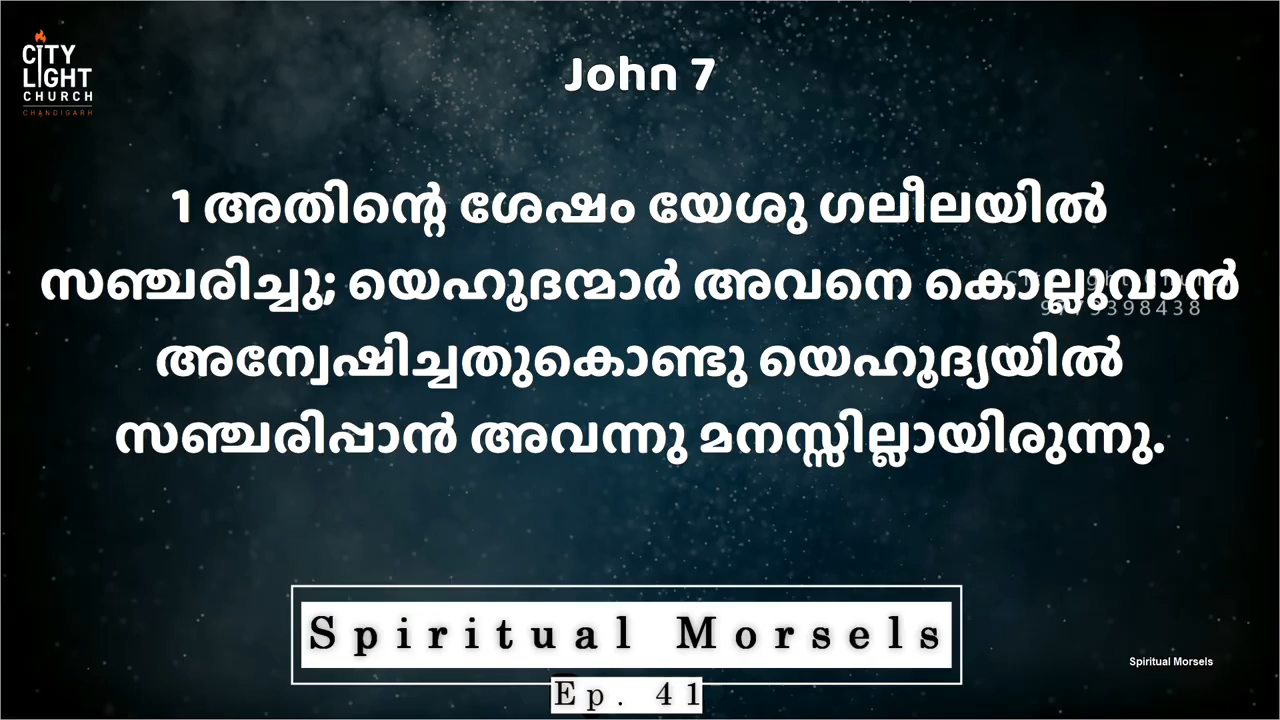 CITY
LIGHT
CHURCH
CHANDIGARH
John 7
1 അതിന്റെ ശേഷം യേശു ഗലീലയിൽ
സഞ്ചരിച്ചു; യെഹൂദന്മാർ അവനെ കൊല്ലുവാൻ
അന്വേഷിച്ചതുകൊണ്ടു യെഹൂദ്യയിൽ
സഞ്ചരിപ്പാൻ അവന്നു മനസ്സില്ലായിരുന്നു.
Spiritual Morsels
Ep. 41
Spiritual Morsels